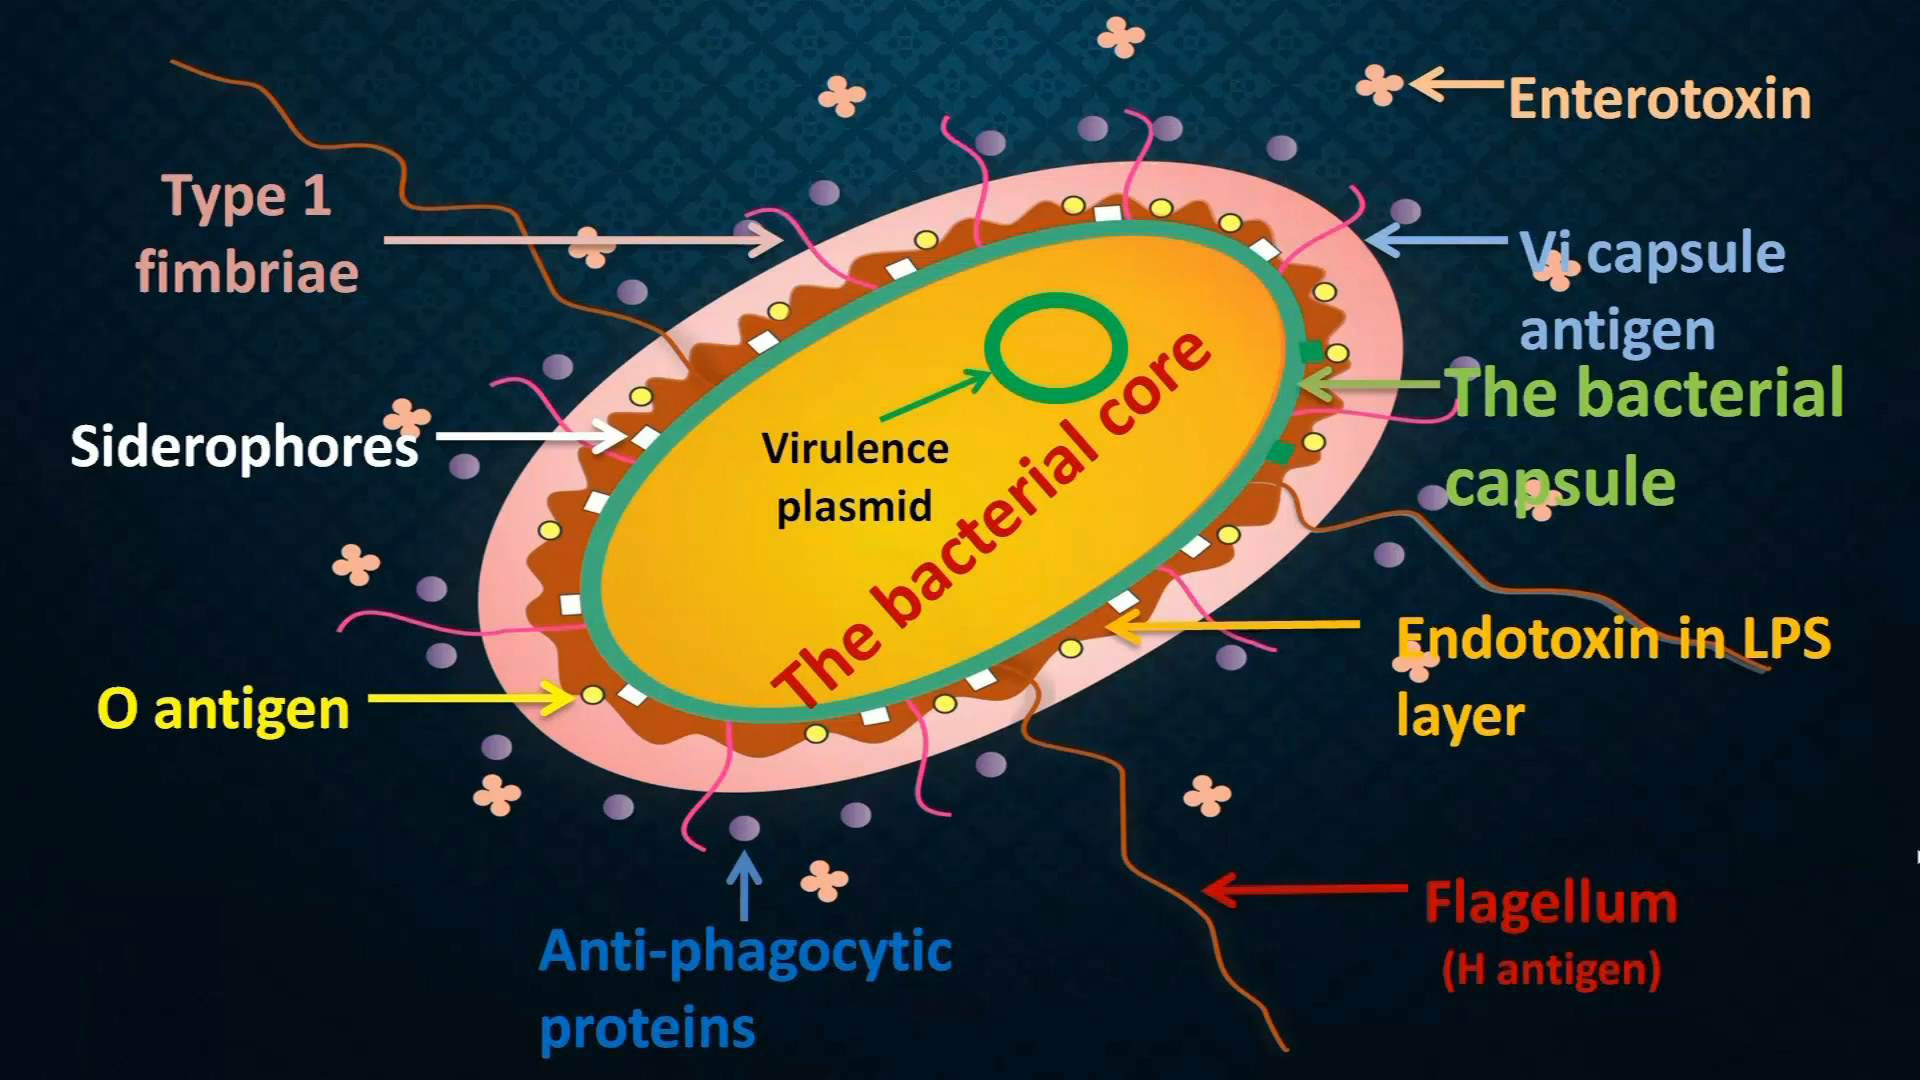 Enterotoxin
Type 1
fimbriae
Vi capsule
antigen
The bacterial
capsule
Siderophores
Virulence
plasmid
The bacterial core
Endotoxin in LPS
layer
O antigen
Flagellum
(H antigen)
Anti-phagocytic
proteins